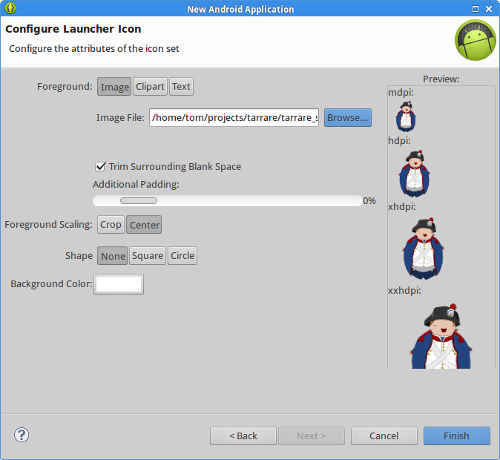 New Android Application
Configure Launcher Icon
Configure the attributes of the icon set
Foreground: Image Clipart Text
Image File: /home/tom/projects/tarrare/tarrare_s Browse...
Trim Surrounding Blank Space
Additional Padding:
0%
Foreground Scaling: Crop Center
Shape None Square Circle
Background Color:
Preview:
mdpi:
hdpi:
xhdpi:
xxhdpi:
? < Back Next > Cancel Finish